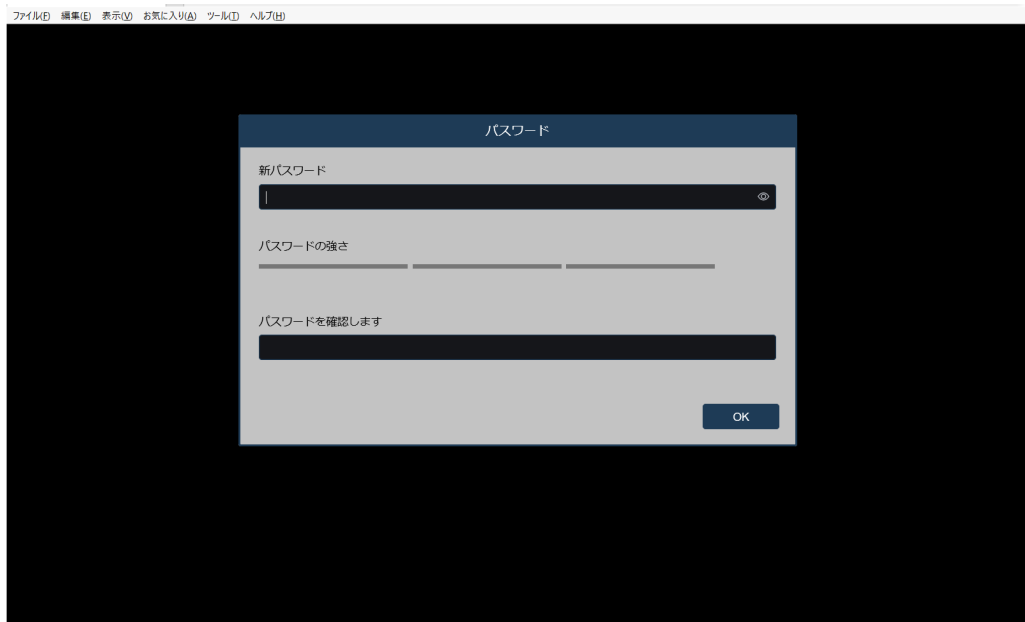 ファイル(F) 編集(E) 表示(V) お気に入り(A) ツール(T) ヘルプ(H)
パスワード
新パスワード
パスワードの強さ
パスワードを確認します
OK